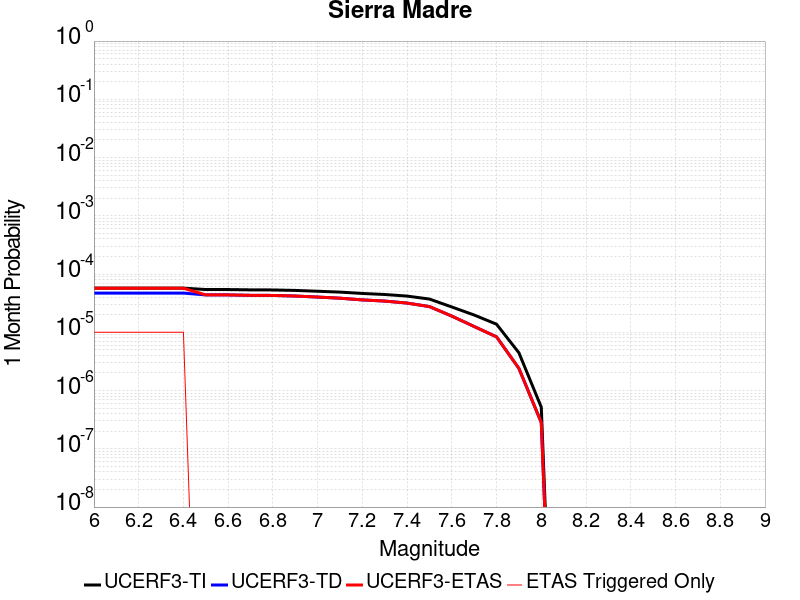 Sierra Madre
10 0
10 -1
10 -2
10 -3
10 -4
10 -5
10 -6
10 -7
10 -8
1 Month Probability
6 6.2 6.4 6.6 6.8 7 7.2 7.4 7.6 7.8 8 8.2 8.4 8.6 8.8 9
Magnitude
UCERF3-TI UCERF3-TD UCERF3-ETAS ETAS Triggered Only